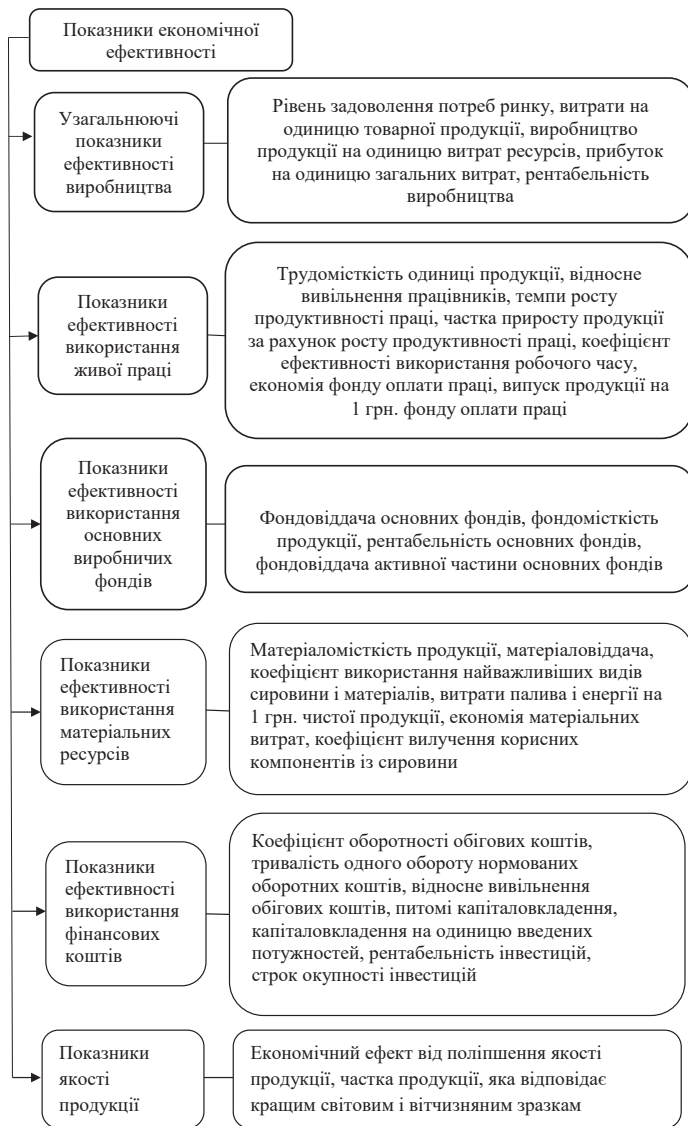 Показники економічної
ефективності
Узагальнюючі
показники
ефективності
виробництва
Рівень задоволення потреб ринку, витрати на
одиницю товарної продукції, виробництво
продукції на одиницю витрат ресурсів, прибуток
на одиницю загальних витрат, рентабельність
виробництва
Показники
ефективності
використання
живої праці
Трудомісткість одиниці продукції, відносне
вивільнення працівників, темпи росту
продуктивності праці, частка приросту продукції
за рахунок росту продуктивності праці, коефіцієнт
ефективності використання робочого часу,
економія фонду оплати праці, випуск продукції на
1 грн. фонду оплати праці
Показники
ефективності
використання
основних
виробничих
фондів
Фондовіддача основних фондів, фондомісткість
продукції, рентабельність основних фондів,
фондовіддача активної частини основних фондів
Показники
ефективності
використання
матеріальних
ресурсів
Матеріаломісткість продукції, матеріаловіддача,
коефіцієнт використання найважливіших видів
сировини і матеріалів, витрати палива і енергії на
1 грн. чистої продукції, економія матеріальних
витрат, коефіцієнт вилучення корисних
компонентів із сировини
Показники
ефективності
використання
фінансових
коштів
Коефіцієнт оборотності обігових коштів,
тривалість одного обороту нормованих
оборотних коштів, відносне вивільнення
обігових коштів, питомі капіталовкладення,
капіталовкладення на одиницю введених
потужностей, рентабельність інвестицій,
строк окупності інвестицій
Показники
якості
продукції
Економічний ефект від поліпшення якості
продукції, частка продукції, яка відповідає
кращим світовим і вітчизняним зразкам